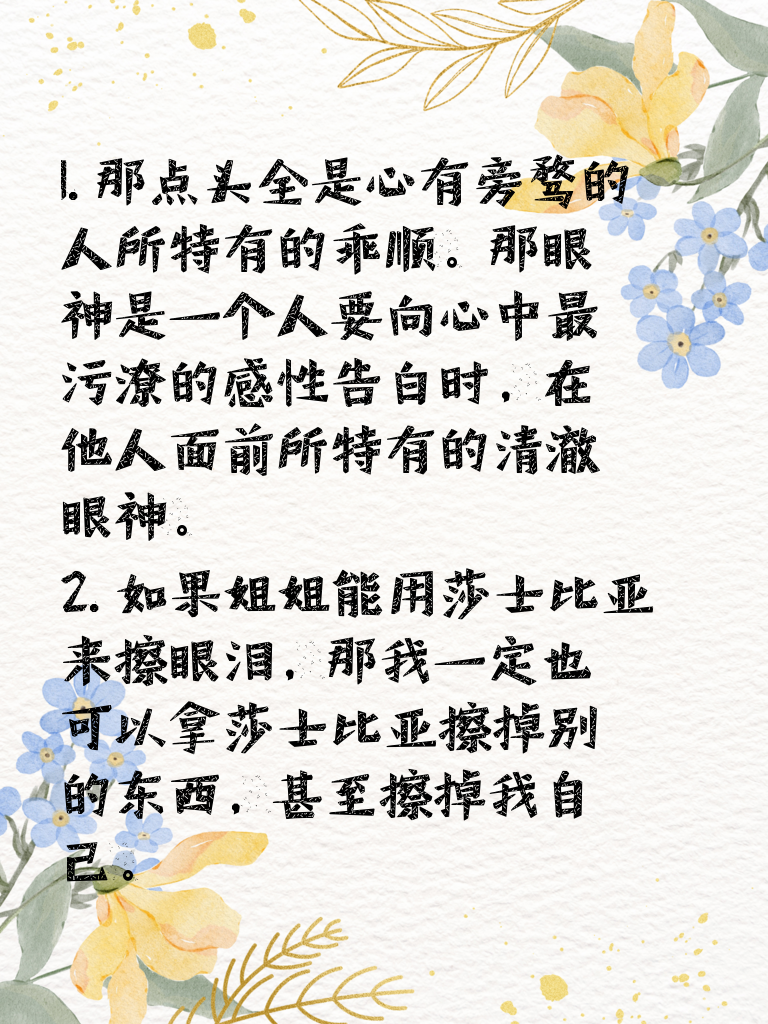 1. 那点头全是心有旁骛的
人所特有的乖顺。那眼
神是一个人要向心中最
污潦的感性告白时，在
他人面前所特有的清澈
眼神。
2. 如果姐姐能用莎士比亚
来擦眼泪，那我一定也
可以拿莎士比亚擦掉别
的东西，甚至擦掉我自
己。